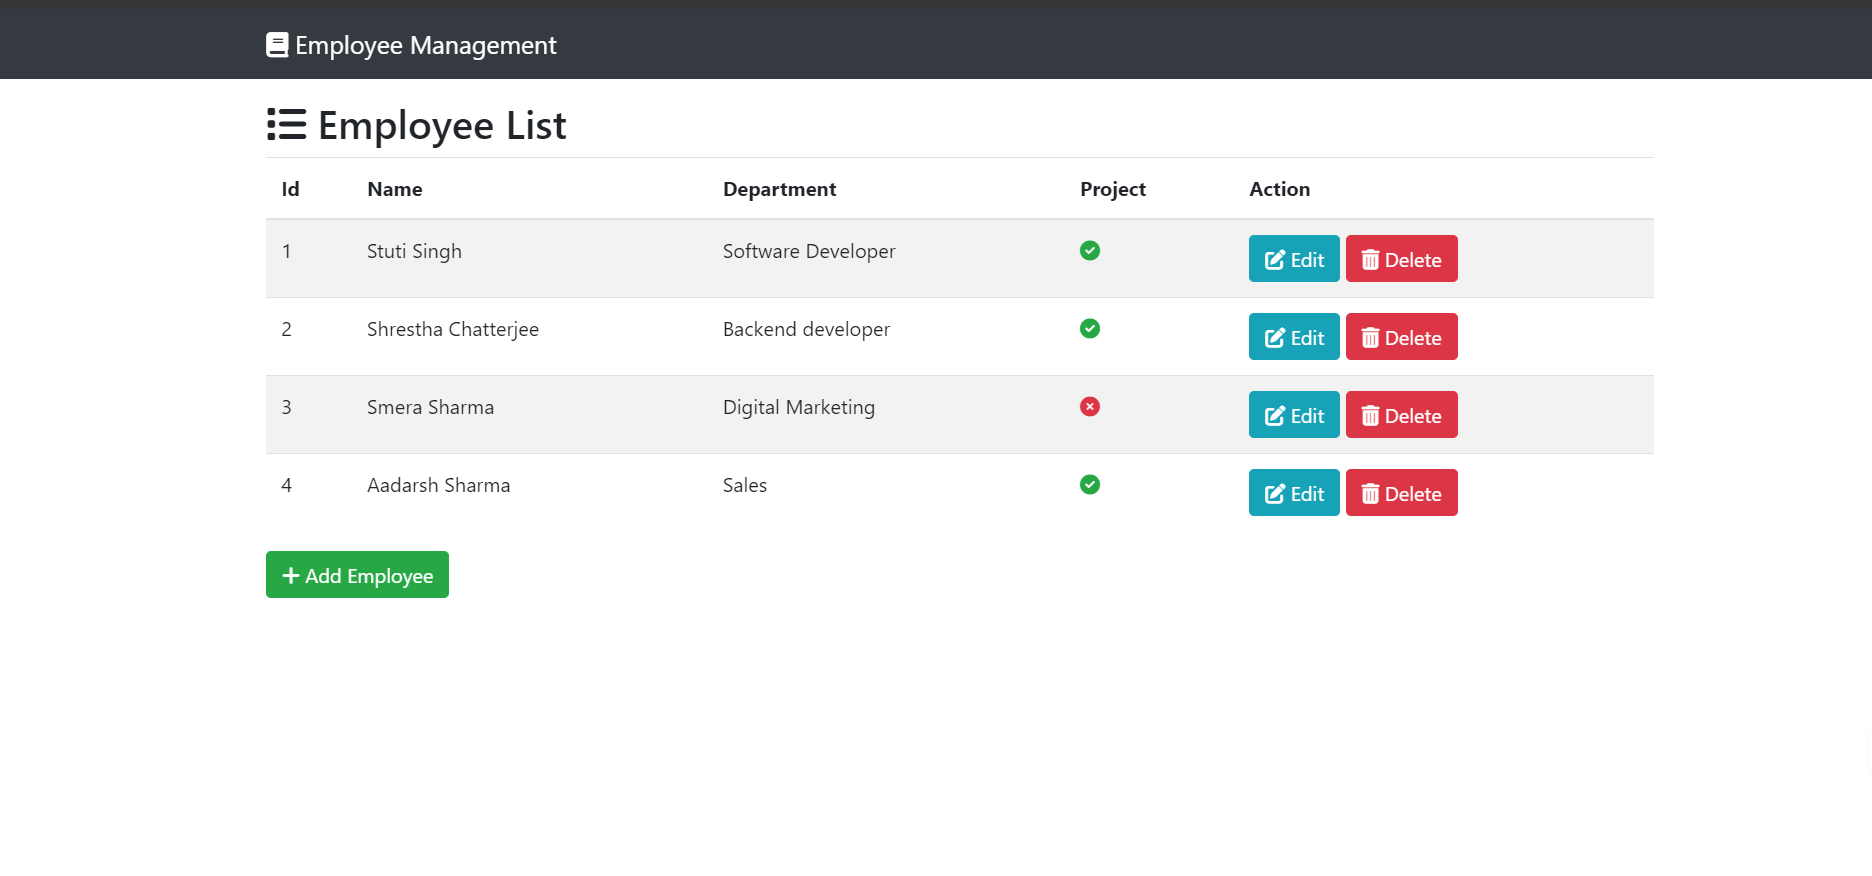 Employee Management
Employee List
Id Name Department Project Action
1 Stuti Singh Software Developer Edit Delete
2 Shrestha Chatterjee Backend developer Edit Delete
3 Smera Sharma Digital Marketing Edit Delete
4 Aadarsh Sharma Sales Edit Delete
Add Employee